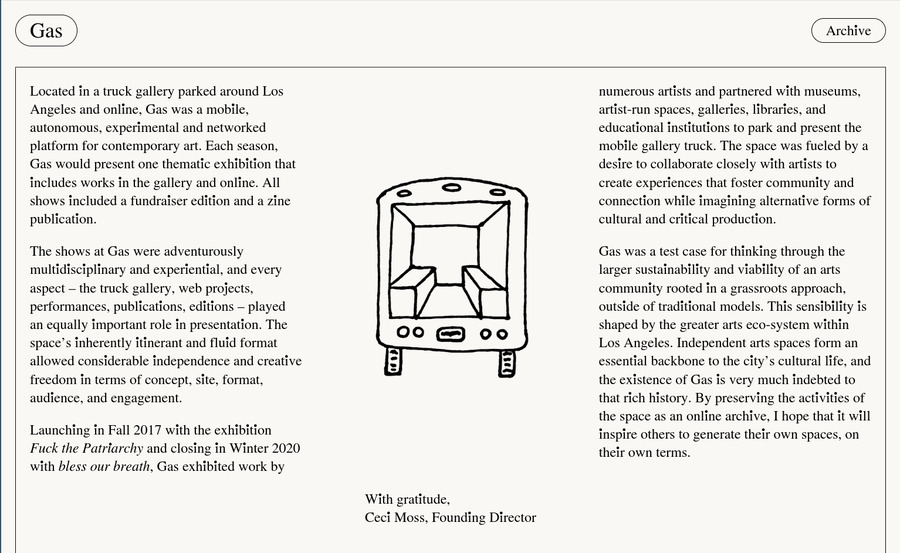 Gas
Archive
Located in a truck gallery parked around Los
Angeles and online, Gas was a mobile,
autonomous, experimental and networked
platform for contemporary art. Each season,
Gas would present one thematic exhibition that
includes works in the gallery and online. All
shows included a fundraiser edition and a zine
publication.
The shows at Gas were adventurously
multidisciplinary and experiential, and every
aspect – the truck gallery, web projects,
performances, publications, editions – played
an equally important role in presentation. The
space's inherently itinerant and fluid format
allowed considerable independence and creative
freedom in terms of concept, site, format,
audience, and engagement.
Launching in Fall 2017 with the exhibition
Fuck the Patriarchy and closing in Winter 2020
with bless our breath, Gas exhibited work by
numerous artists and partnered with museums,
artist-run spaces, galleries, libraries, and
educational institutions to park and present the
mobile gallery truck. The space was fueled by a
desire to collaborate closely with artists to
create experiences that foster community and
connection while imagining alternative forms of
cultural and critical production.
Gas was a test case for thinking through the
larger sustainability and viability of an arts
community rooted in a grassroots approach,
outside of traditional models. This sensibility is
shaped by the greater arts eco-system within
Los Angeles. Independent arts spaces form an
essential backbone to the city's cultural life, and
the existence of Gas is very much indebted to
that rich history. By preserving the activities of
the space as an online archive, I hope that it will
inspire others to generate their own spaces, on
their own terms.
With gratitude,
Ceci Moss, Founding Director